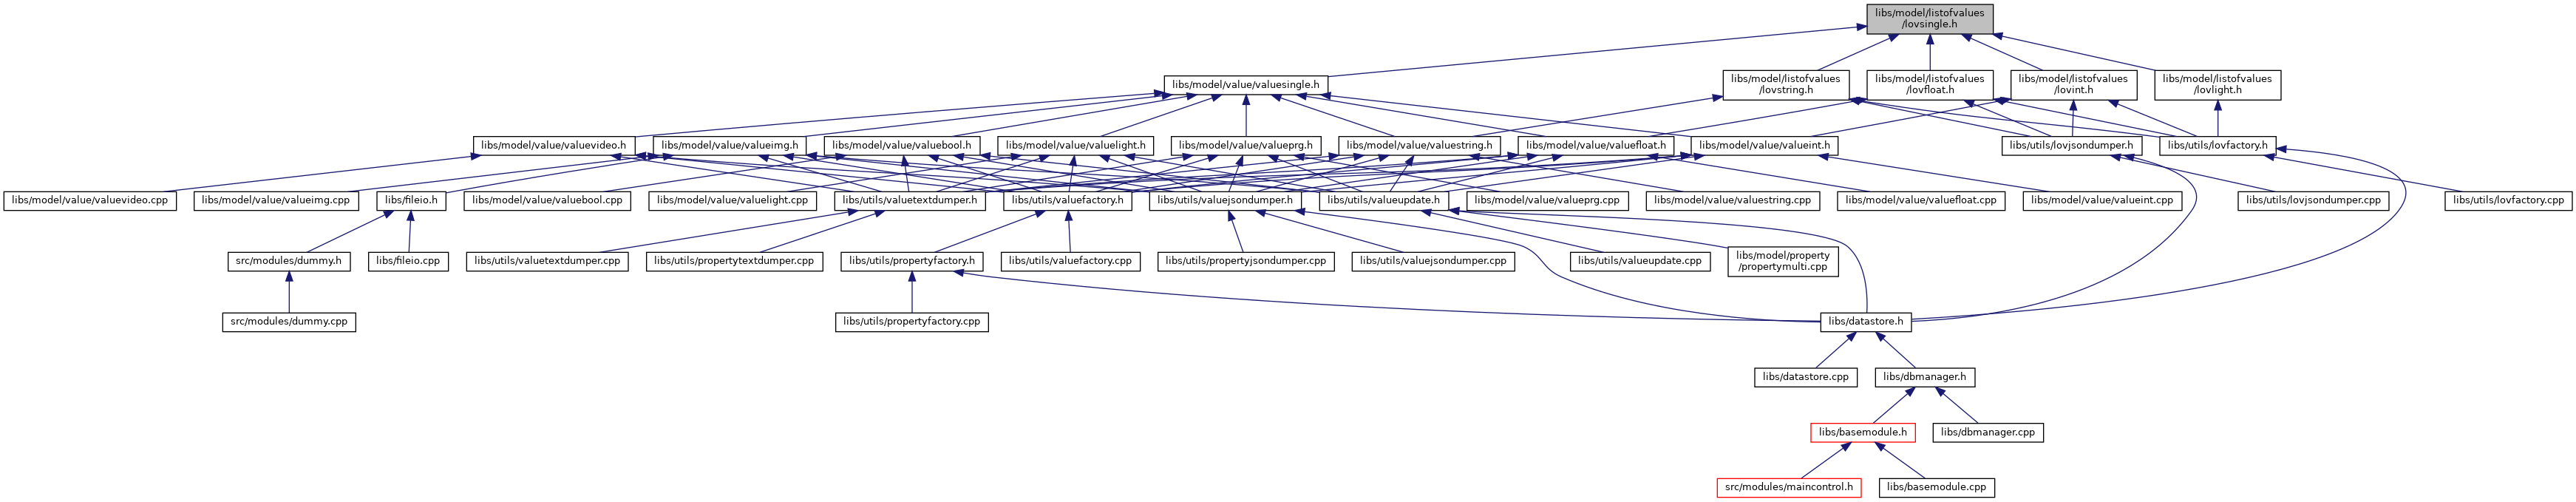 libs/model/listofvalues
/lovsingle.h
libs/model/value/valuesingle.h
libs/model/listofvalues
/lovstring.h
libs/model/listofvalues
/lovfloat.h
libs/model/listofvalues
/lovint.h
libs/model/listofvalues
/lovlight.h
libs/model/value/valuevideo.h
libs/model/value/valueimg.h
libs/model/value/valuebool.h
libs/model/value/valuelight.h
libs/model/value/valueprg.h
libs/model/value/valuestring.h
libs/model/value/valuefloat.h
libs/model/value/valueint.h
libs/utils/lovjsondumper.h
libs/utils/lovfactory.h
libs/model/value/valuevideo.cpp
libs/model/value/valueimg.cpp
libs/fileio.h
libs/model/value/valuebool.cpp
libs/model/value/valuelight.cpp
libs/utils/valuetextdumper.h
libs/utils/valuefactory.h
libs/utils/valuejsondumper.h
libs/utils/valueupdate.h
libs/model/value/valueprg.cpp
libs/model/value/valuestring.cpp
libs/model/value/valuefloat.cpp
libs/model/value/valueint.cpp
libs/utils/lovjsondumper.cpp
libs/utils/lovfactory.cpp
src/modules/dummy.h
libs/fileio.cpp
libs/utils/valuetextdumper.cpp
libs/utils/propertytextdumper.cpp
libs/utils/propertyfactory.h
libs/utils/valuefactory.cpp
libs/utils/propertyjsondumper.cpp
libs/utils/valuejsondumper.cpp
libs/utils/valueupdate.cpp
libs/model/property
/propertymulti.cpp
src/modules/dummy.cpp
libs/utils/propertyfactory.cpp
libs/datastore.h
libs/datastore.cpp
libs/dbmanager.h
libs/basemodule.h
libs/dbmanager.cpp
src/modules/maincontrol.h
libs/basemodule.cpp